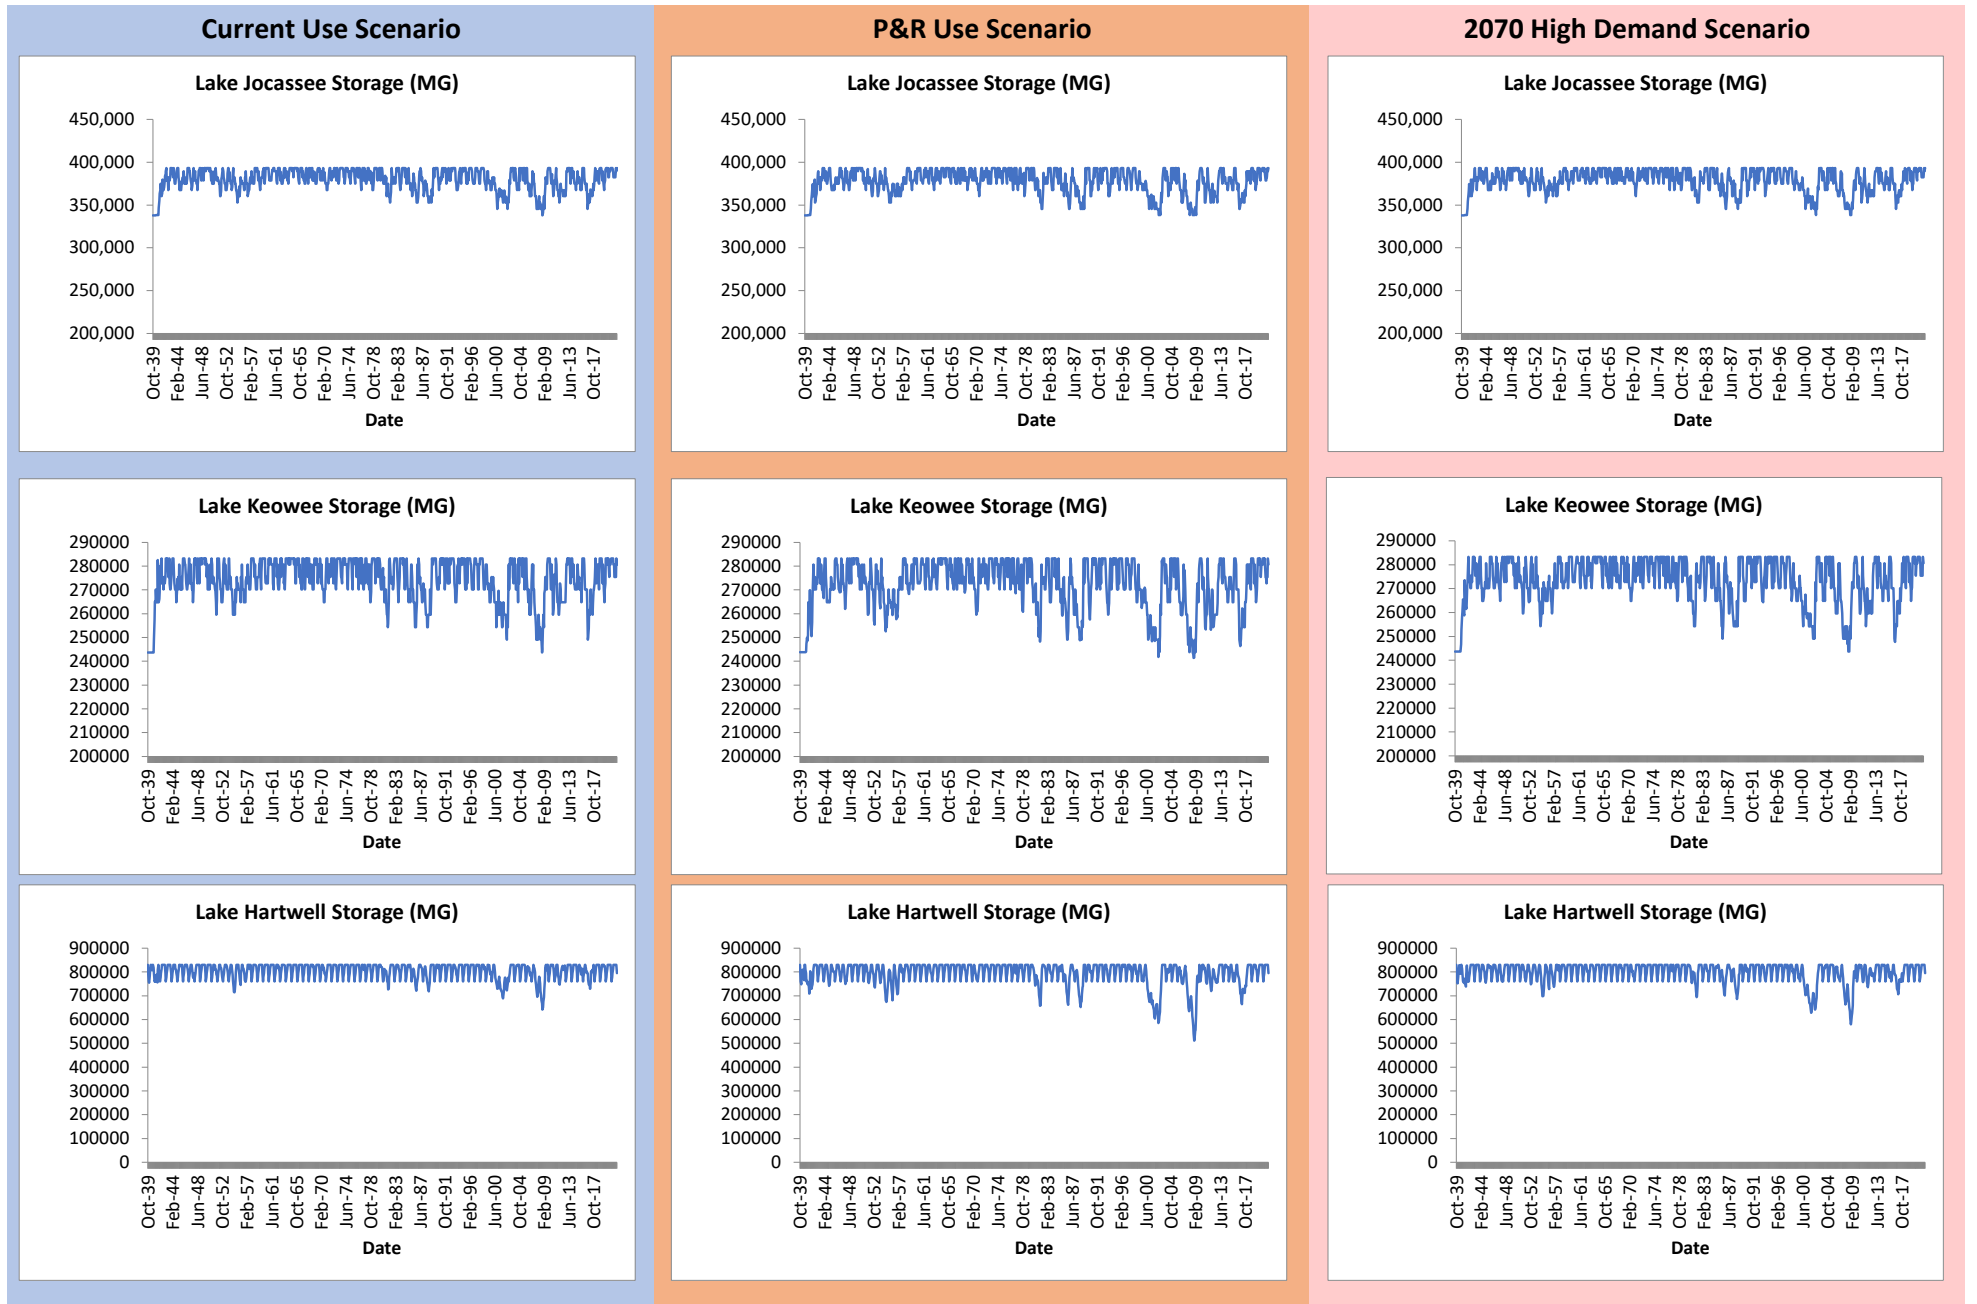 Current Use Scenario
P&R Use Scenario
2070 High Demand Scenario
Lake Jocassee Storage (MG)
450,000
400,000
350,000
300,000
250,000
200,000
Oct-39
Feb-44
Jun-48
Oct-52
Feb-57
Jun-61
Oct-65
Feb-70
Jun-74
Oct-78
Feb-83
Jun-87
Oct-91
Feb-96
Jun-00
Oct-04
Feb-09
Jun-13
Oct-17
Date
Lake Jocassee Storage (MG)
450,000
400,000
350,000
300,000
250,000
200,000
Oct-39
Feb-44
Jun-48
Oct-52
Feb-57
Jun-61
Oct-65
Feb-70
Jun-74
Oct-78
Feb-83
Jun-87
Oct-91
Feb-96
Jun-00
Oct-04
Feb-09
Jun-13
Oct-17
Date
Lake Jocassee Storage (MG)
450,000
400,000
350,000
300,000
250,000
200,000
Oct-39
Feb-44
Jun-48
Oct-52
Feb-57
Jun-61
Oct-65
Feb-70
Jun-74
Oct-78
Feb-83
Jun-87
Oct-91
Feb-96
Jun-00
Oct-04
Feb-09
Jun-13
Oct-17
Date
Lake Keowee Storage (MG)
290000
280000
270000
260000
250000
240000
230000
220000
210000
200000
Oct-39
Feb-44
Jun-48
Oct-52
Feb-57
Jun-61
Oct-65
Feb-70
Jun-74
Oct-78
Feb-83
Jun-87
Oct-91
Feb-96
Jun-00
Oct-04
Feb-09
Jun-13
Oct-17
Date
Lake Keowee Storage (MG)
290000
280000
270000
260000
250000
240000
230000
220000
210000
200000
Oct-39
Feb-44
Jun-48
Oct-52
Feb-57
Jun-61
Oct-65
Feb-70
Jun-74
Oct-78
Feb-83
Jun-87
Oct-91
Feb-96
Jun-00
Oct-04
Feb-09
Jun-13
Oct-17
Date
Lake Keowee Storage (MG)
290000
280000
270000
260000
250000
240000
230000
220000
210000
200000
Oct-39
Feb-44
Jun-48
Oct-52
Feb-57
Jun-61
Oct-65
Feb-70
Jun-74
Oct-78
Feb-83
Jun-87
Oct-91
Feb-96
Jun-00
Oct-04
Feb-09
Jun-13
Oct-17
Date
Lake Hartwell Storage (MG)
900000
800000
700000
600000
500000
400000
300000
200000
100000
0
Oct-39
Feb-44
Jun-48
Oct-52
Feb-57
Jun-61
Oct-65
Feb-70
Jun-74
Oct-78
Feb-83
Jun-87
Oct-91
Feb-96
Jun-00
Oct-04
Feb-09
Jun-13
Oct-17
Date
Lake Hartwell Storage (MG)
900000
800000
700000
600000
500000
400000
300000
200000
100000
0
Oct-39
Feb-44
Jun-48
Oct-52
Feb-57
Jun-61
Oct-65
Feb-70
Jun-74
Oct-78
Feb-83
Jun-87
Oct-91
Feb-96
Jun-00
Oct-04
Feb-09
Jun-13
Oct-17
Date
Lake Hartwell Storage (MG)
900000
800000
700000
600000
500000
400000
300000
200000
100000
0
Oct-39
Feb-44
Jun-48
Oct-52
Feb-57
Jun-61
Oct-65
Feb-70
Jun-74
Oct-78
Feb-83
Jun-87
Oct-91
Feb-96
Jun-00
Oct-04
Feb-09
Jun-13
Oct-17
Date